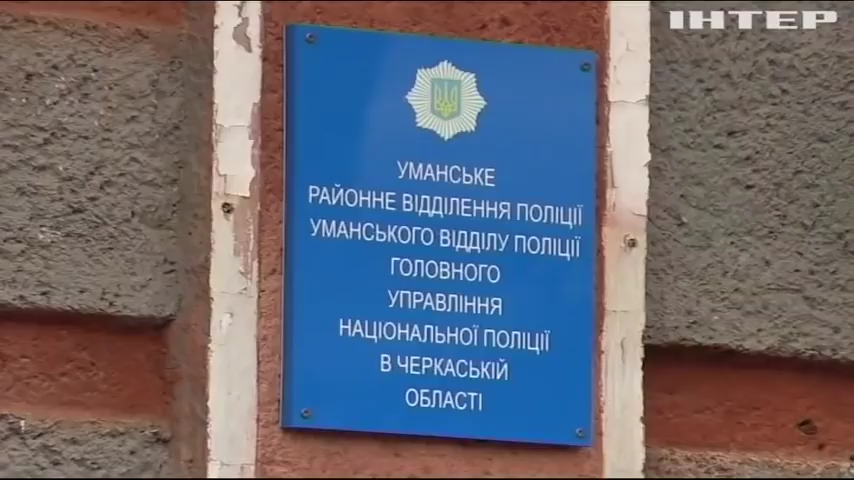 ІНТЕР
УМАНСЬКЕ
РАЙОННЕ ВІДДІЛЕННЯ ПОЛІЦІЇ
УМАНСЬКОГО ВІДДІЛУ ПОЛІЦІЇ
ГОЛОВНОГО
УПРАВЛІННЯ
НАЦІОНАЛЬНОЇ ПОЛІЦІЇ
В ЧЕРКАСЬКІЙ
ОБЛАСТІ